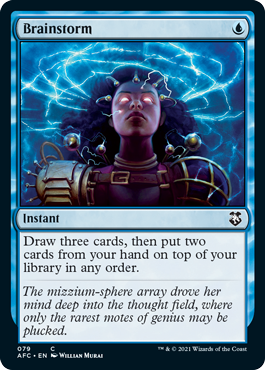 Brainstorm
Instant
Draw three cards, then put two
cards from your hand on top of your
library in any order.
The mizzium-sphere array drove her
mind deep into the thought field, where
only the rarest motes of genius may be
plucked.
079 C
AFC • EN Willian Murai
™ & © 2021 Wizards of the Coast